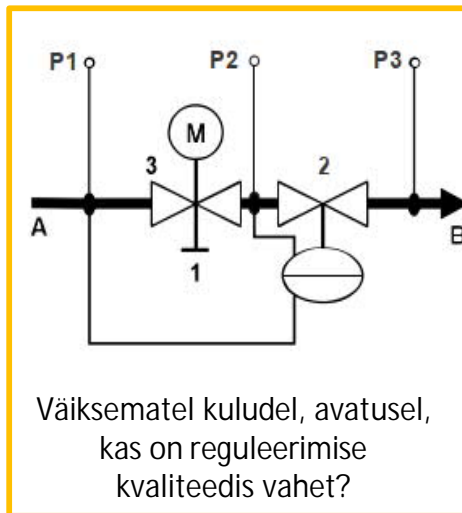 P1 P2 P3
M
3 2
A B
1
Väiksematel kuludel, avatusel,
kas on reguleerimise
kvaliteedis vahet?